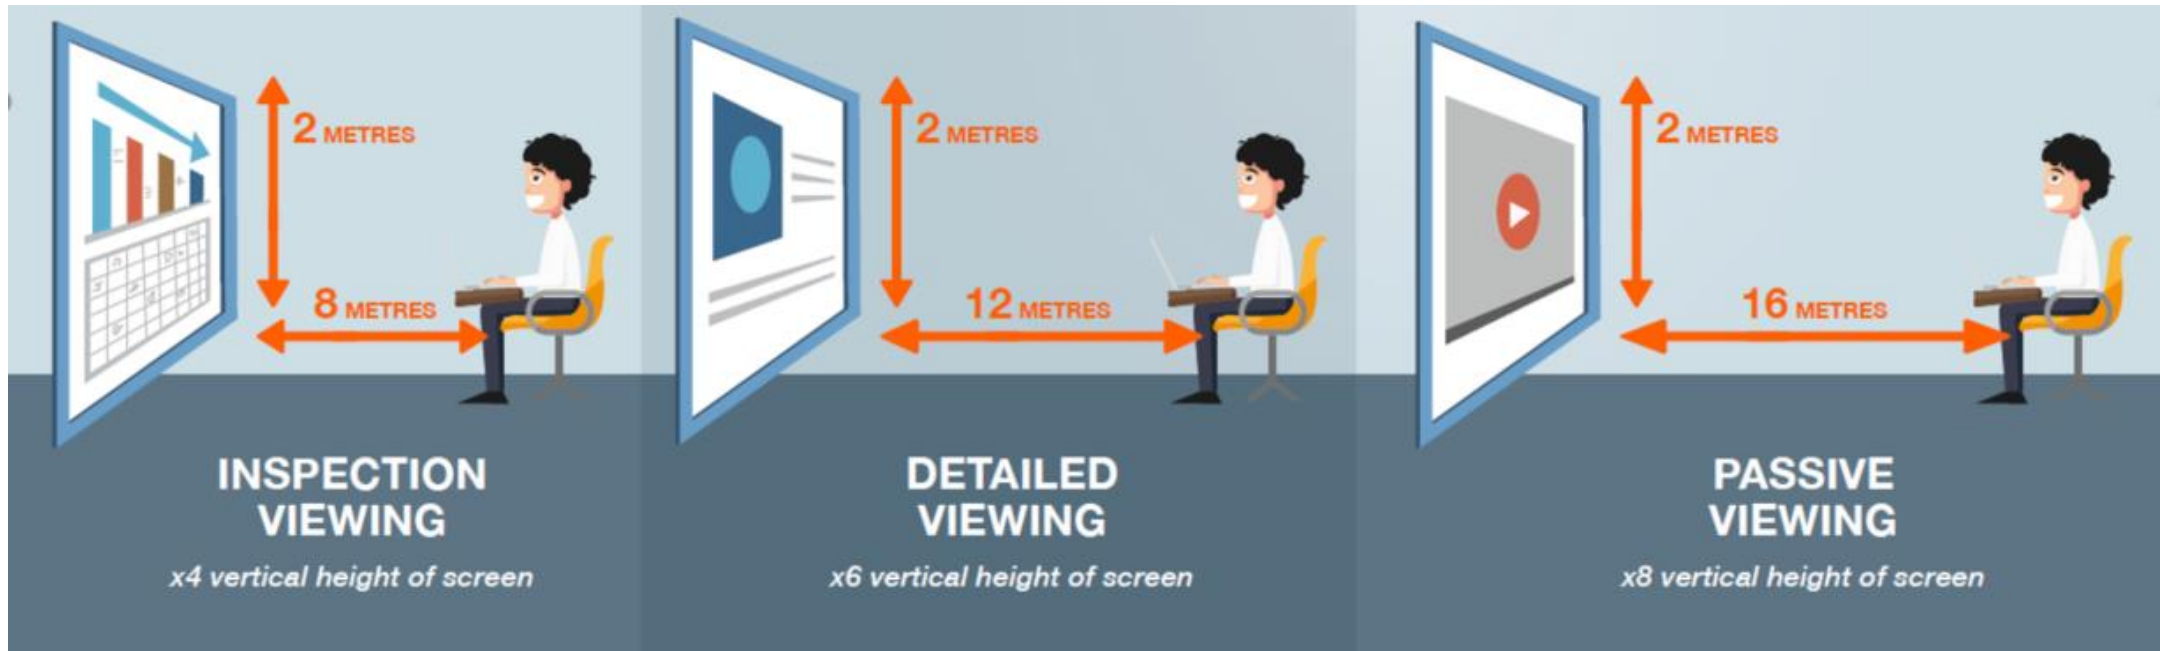 2 METRES
8 METRES
INSPECTION
VIEWING
x4 vertical height of screen
2 METRES
12 METRES
DETAILED
VIEWING
x6 vertical height of screen
2 METRES
16 METRES
PASSIVE
VIEWING
x8 vertical height of screen